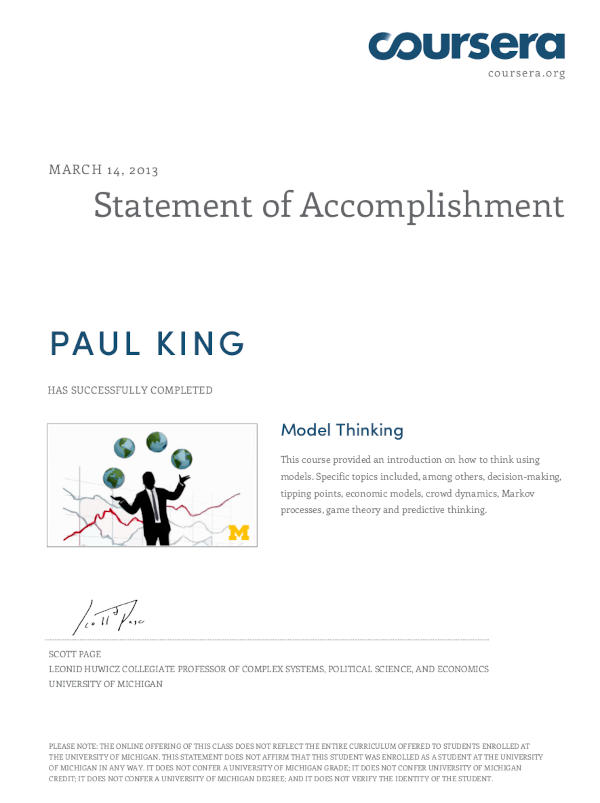 coursera
coursera.org
MARCH 14, 2013
Statement of Accomplishment
PAUL KING
HAS SUCCESSFULLY COMPLETED
Model Thinking
This course provided an introduction on how to think using
models. Specific topics included, among others, decision-making,
tipping points, economic models, crowd dynamics, Markov
processes, game theory and predictive thinking.
M
Scott Page
SCOTT PAGE
LEONID HUWICZ COLLEGIATE PROFESSOR OF COMPLEX SYSTEMS, POLITICAL SCIENCE, AND ECONOMICS
UNIVERSITY OF MICHIGAN
PLEASE NOTE: THE ONLINE OFFERING OF THIS CLASS DOES NOT REFLECT THE ENTIRE CURRICULUM OFFERED TO STUDENTS ENROLLED AT
THE UNIVERSITY OF MICHIGAN. THIS STATEMENT DOES NOT AFFIRM THAT THIS STUDENT WAS ENROLLED AS A STUDENT AT THE UNIVERSITY
OF MICHIGAN IN ANY WAY. IT DOES NOT CONFER A UNIVERSITY OF MICHIGAN GRADE; IT DOES NOT CONFER UNIVERSITY OF MICHIGAN
CREDIT; IT DOES NOT CONFER A UNIVERSITY OF MICHIGAN DEGREE; AND IT DOES NOT VERIFY THE IDENTITY OF THE STUDENT.